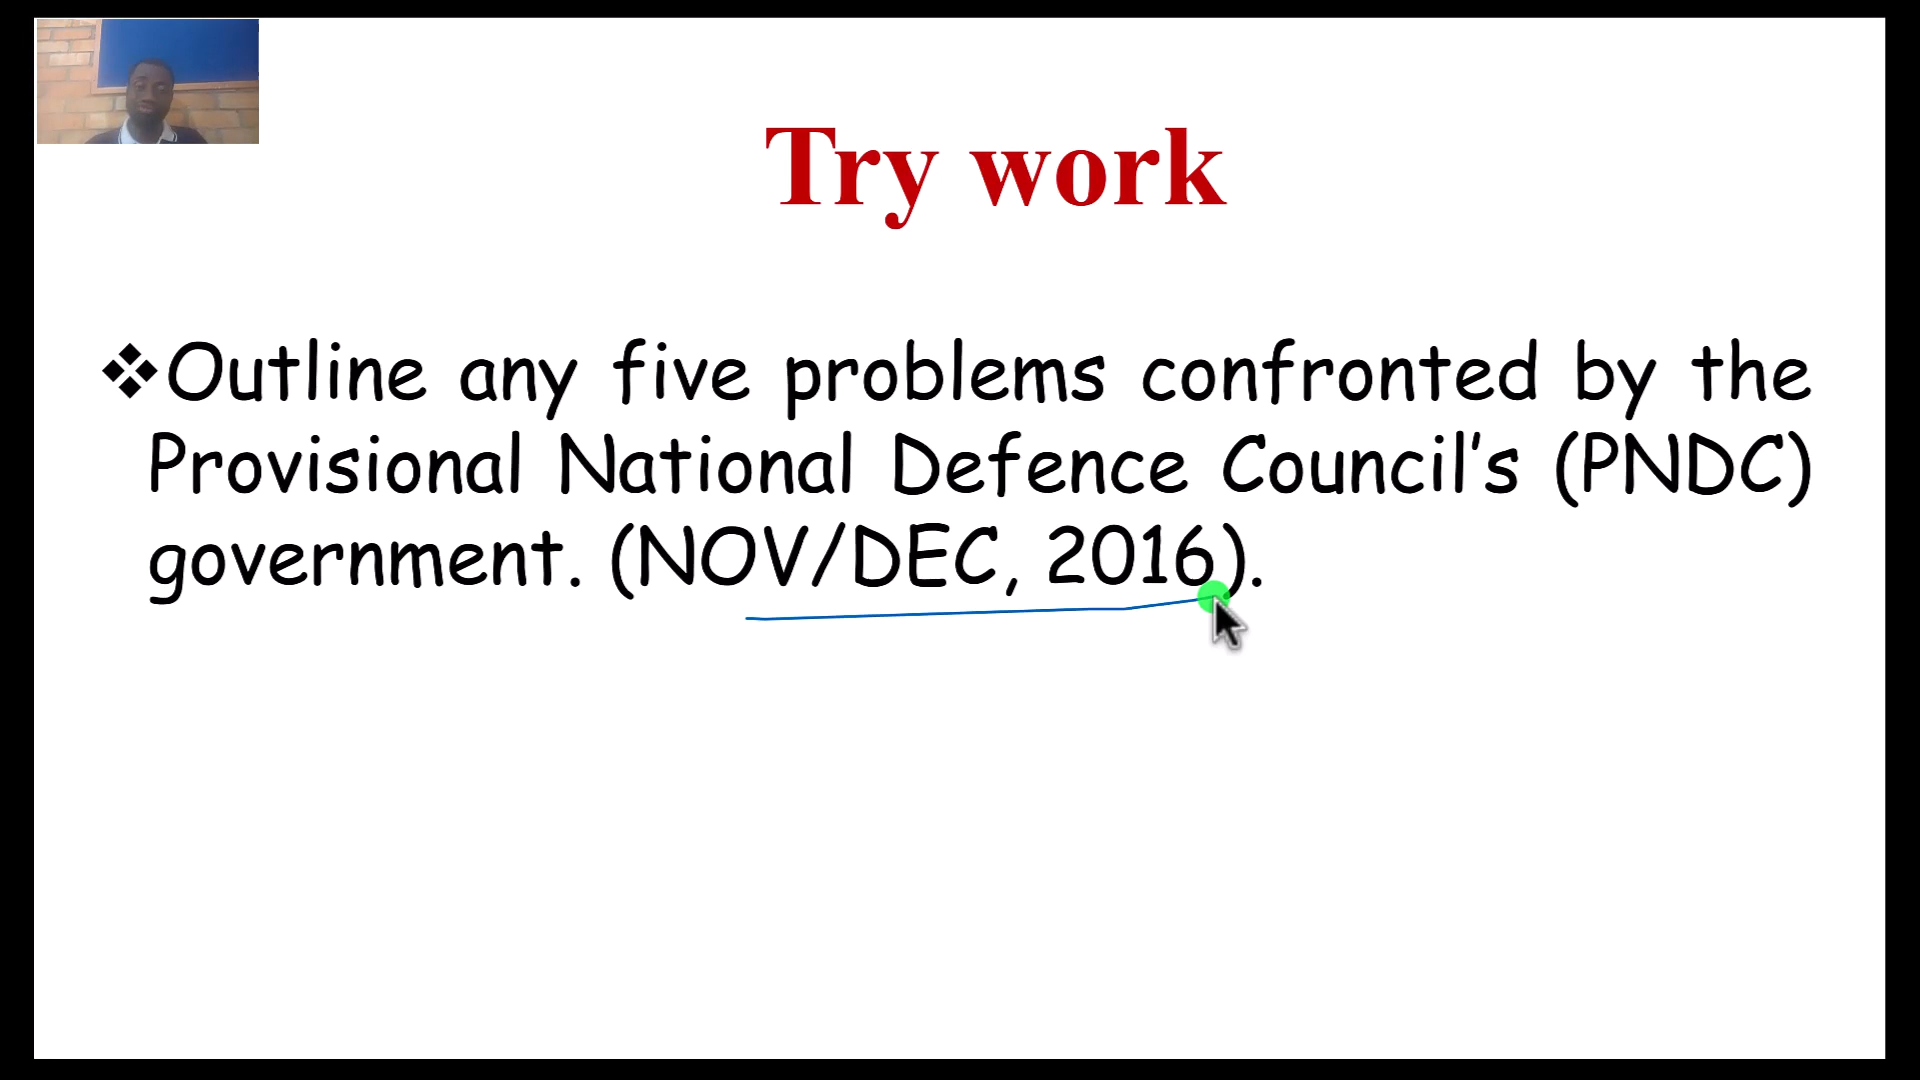 Try work
❖Outline any five problems confronted by the
Provisional National Defence Council's (PNDC)
government. (NOV/DEC, 2016).